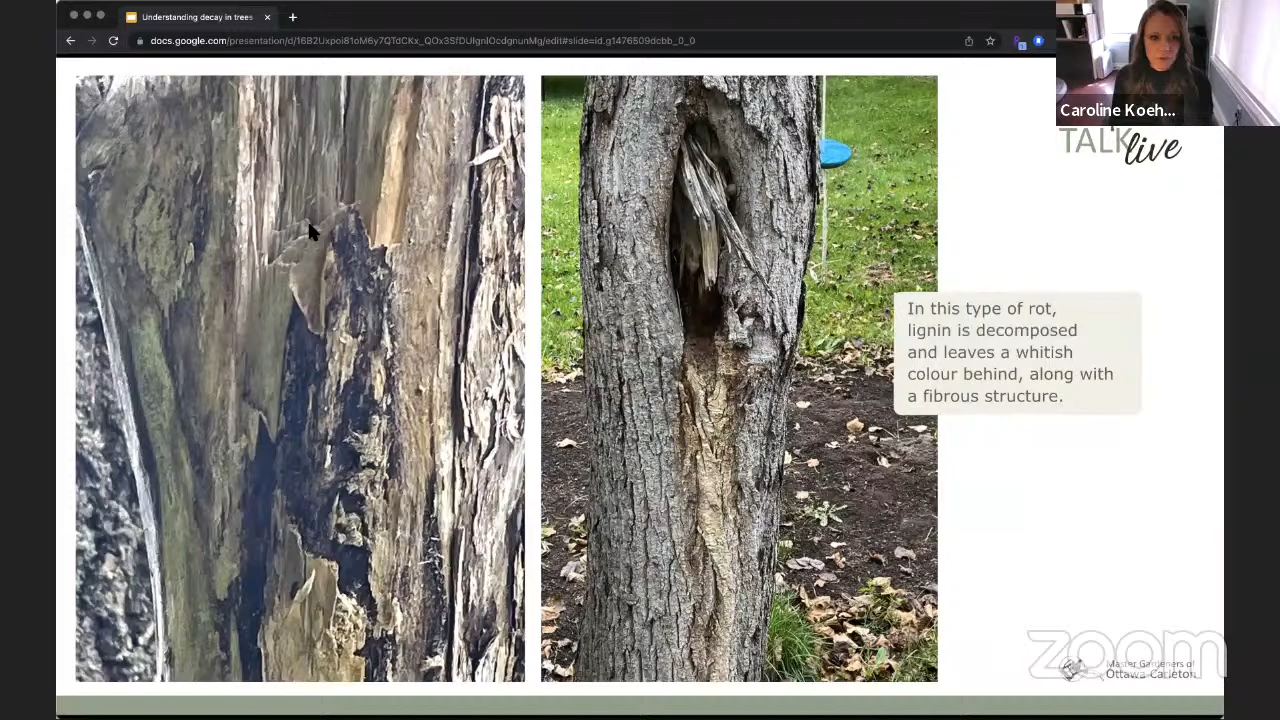 Understanding decay in trees
docs.google.com/presentation/d/16B2Uxpoi81oM6y7QTdCKx_QOx3SfDUIgnlOcdgnunMg/edit#slide=id.g1476509dcbb_0_0
Caroline Koeh...
TALK
live
In this type of rot,
lignin is decomposed
and leaves a whitish
colour behind, along with
a fibrous structure.
zoom
Master Gardeners of
Ottawa-Carleton